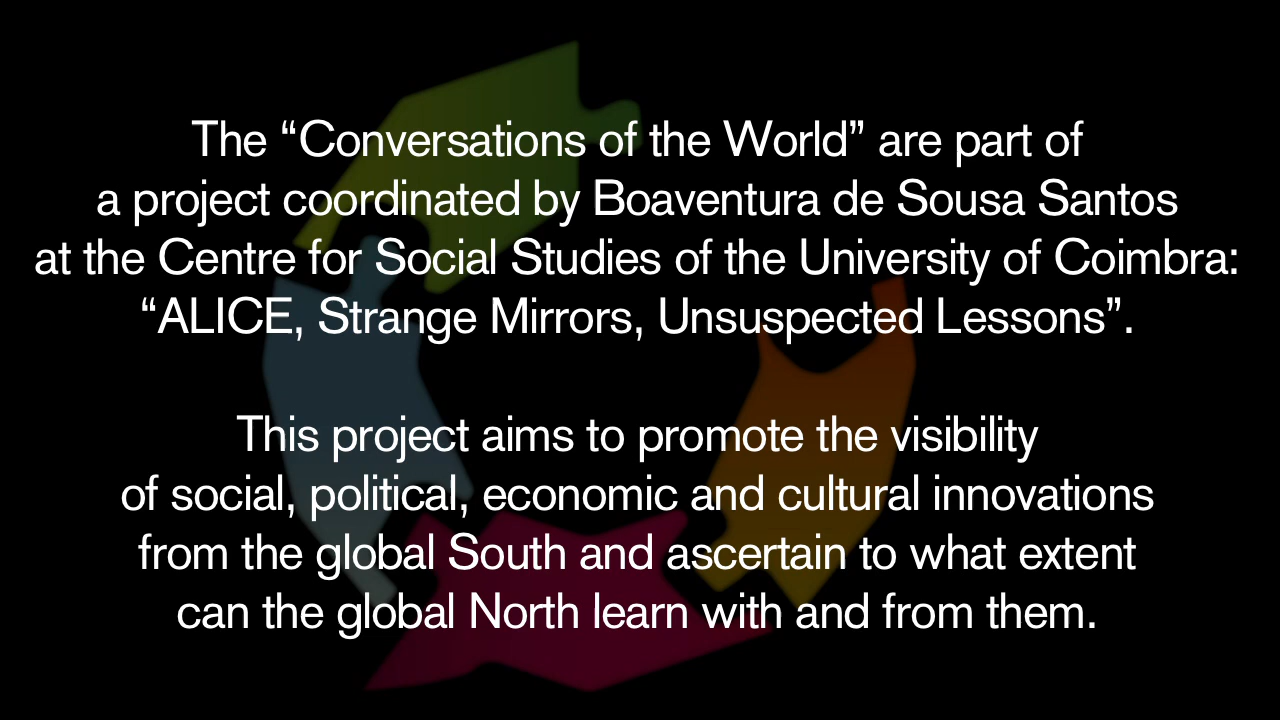 The “Conversations of the World” are part of
a project coordinated by Boaventura de Sousa Santos
at the Centre for Social Studies of the University of Coimbra:
“ALICE, Strange Mirrors, Unsuspected Lessons”.
This project aims to promote the visibility
of social, political, economic and cultural innovations
from the global South and ascertain to what extent
can the global North learn with and from them.